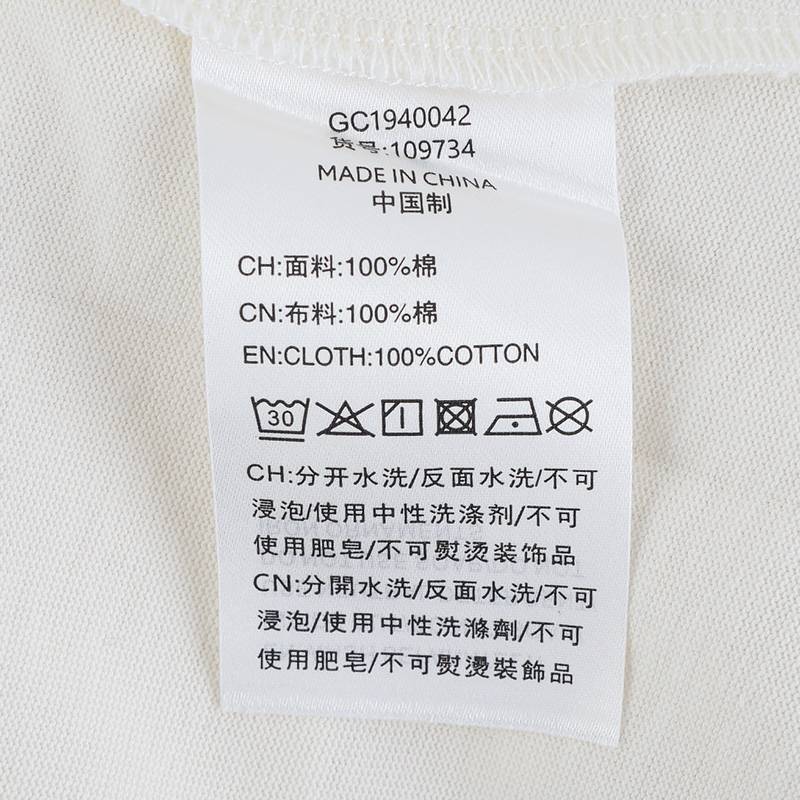 GC1940042
货号:109734
MADE IN CHINA
中国制
CH:面料:100%棉
CN:布料:100%棉
EN:CLOTH:100%COTTON
30
CH:分开水洗/反面水洗/不可
浸泡/使用中性洗涤剂/不可
使用肥皂/不可熨烫装饰品
CN:分開水洗/反面水洗/不可
浸泡/使用中性洗滌劑/不可
使用肥皂/不可熨燙裝飾品